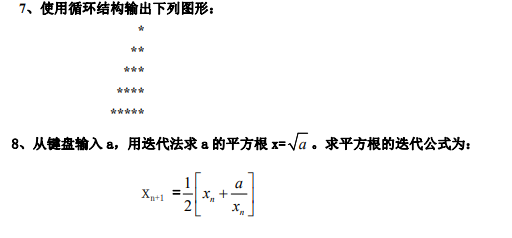 7、使用循环结构输出下列图形：
*
**
***
****
*****
8、从键盘输入 a，用迭代法求 a 的平方根 x=√a 。求平方根的迭代公式为：
Xn+1 =1/2[xn + a/xn]